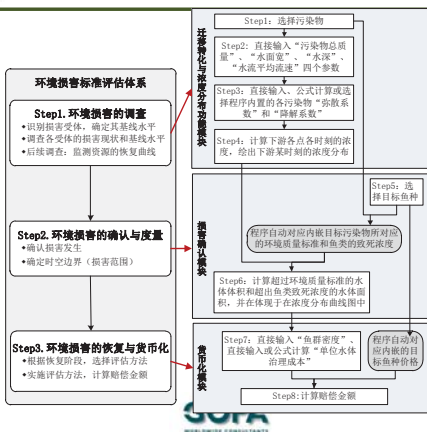 环境损害标准评估体系
Step1.环境损害的调查
◆识别损害受体，确定其基线水平
◆调查各受体的损害现状和基线水平
◆后续调查：监测资源的恢复曲线
Step2.环境损害的确认与度量
◆确认损害发生
◆确定时空边界（损害范围）
Step3.环境损害的恢复与货币化
◆根据恢复阶段，选择评估方法
◆实施评估方法，计算赔偿金额
迁移转化与浓度分布功能模块
Step1：选择污染物
Step2：直接输入“污染物总质
量”、“水面宽”、“水深”、
“水流平均流速”四个参数
Step3：直接输入、公式计算或选
择程序内置的各污染物“弥散系
数”和“降解系数”
Step4：计算下游各点各时刻的浓
度，绘出下游某时刻的浓度分布
损害确认模块
Step5：选
择目标鱼种
程序自动对应内嵌目标污染物所对应
的环境质量标准和鱼类的致死浓度
Step6：计算超过环境质量标准的水
体体积和超出鱼类致死浓度的水体面
积，并在体现于在浓度分布曲线图中
货币化模块
Step7：直接输入“鱼群密度”、
直接输入或公式计算“单位水体
治理成本”
程序自动对
应内嵌的目
标鱼种价格
Step8:计算赔偿金额
GOPA
WORLDWIDE CONSULTANTS